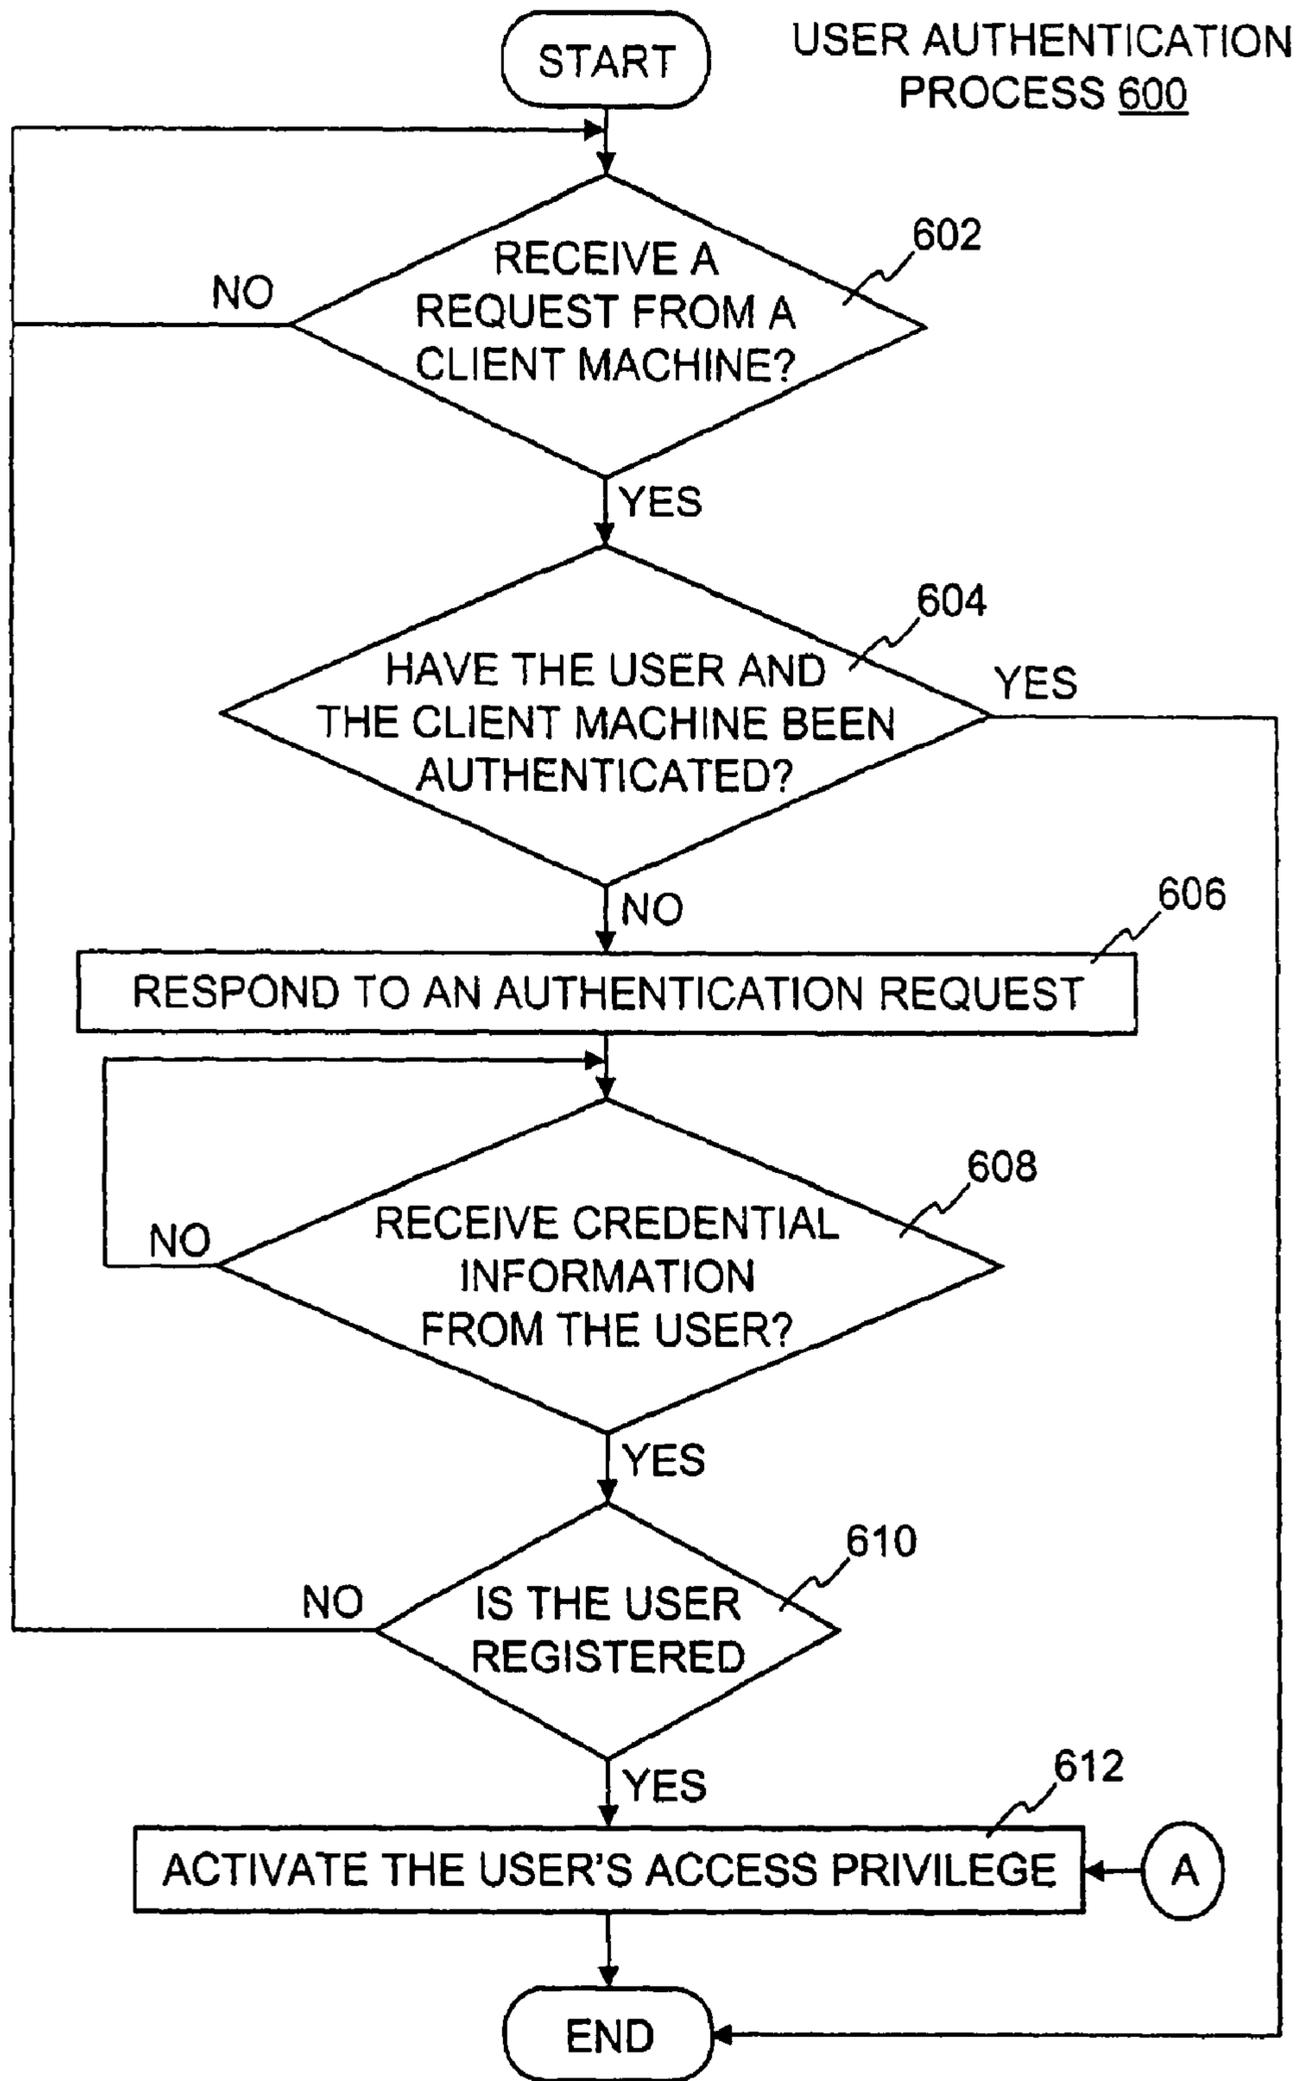 START
USER AUTHENTICATION
PROCESS 600
602
RECEIVE A
REQUEST FROM A
CLIENT MACHINE?
NO
YES
604
HAVE THE USER AND
THE CLIENT MACHINE BEEN
AUTHENTICATED?
YES
NO
606
RESPOND TO AN AUTHENTICATION REQUEST
608
RECEIVE CREDENTIAL
INFORMATION
FROM THE USER?
NO
YES
610
IS THE USER
REGISTERED
NO
YES
612
ACTIVATE THE USER'S ACCESS PRIVILEGE
A
END